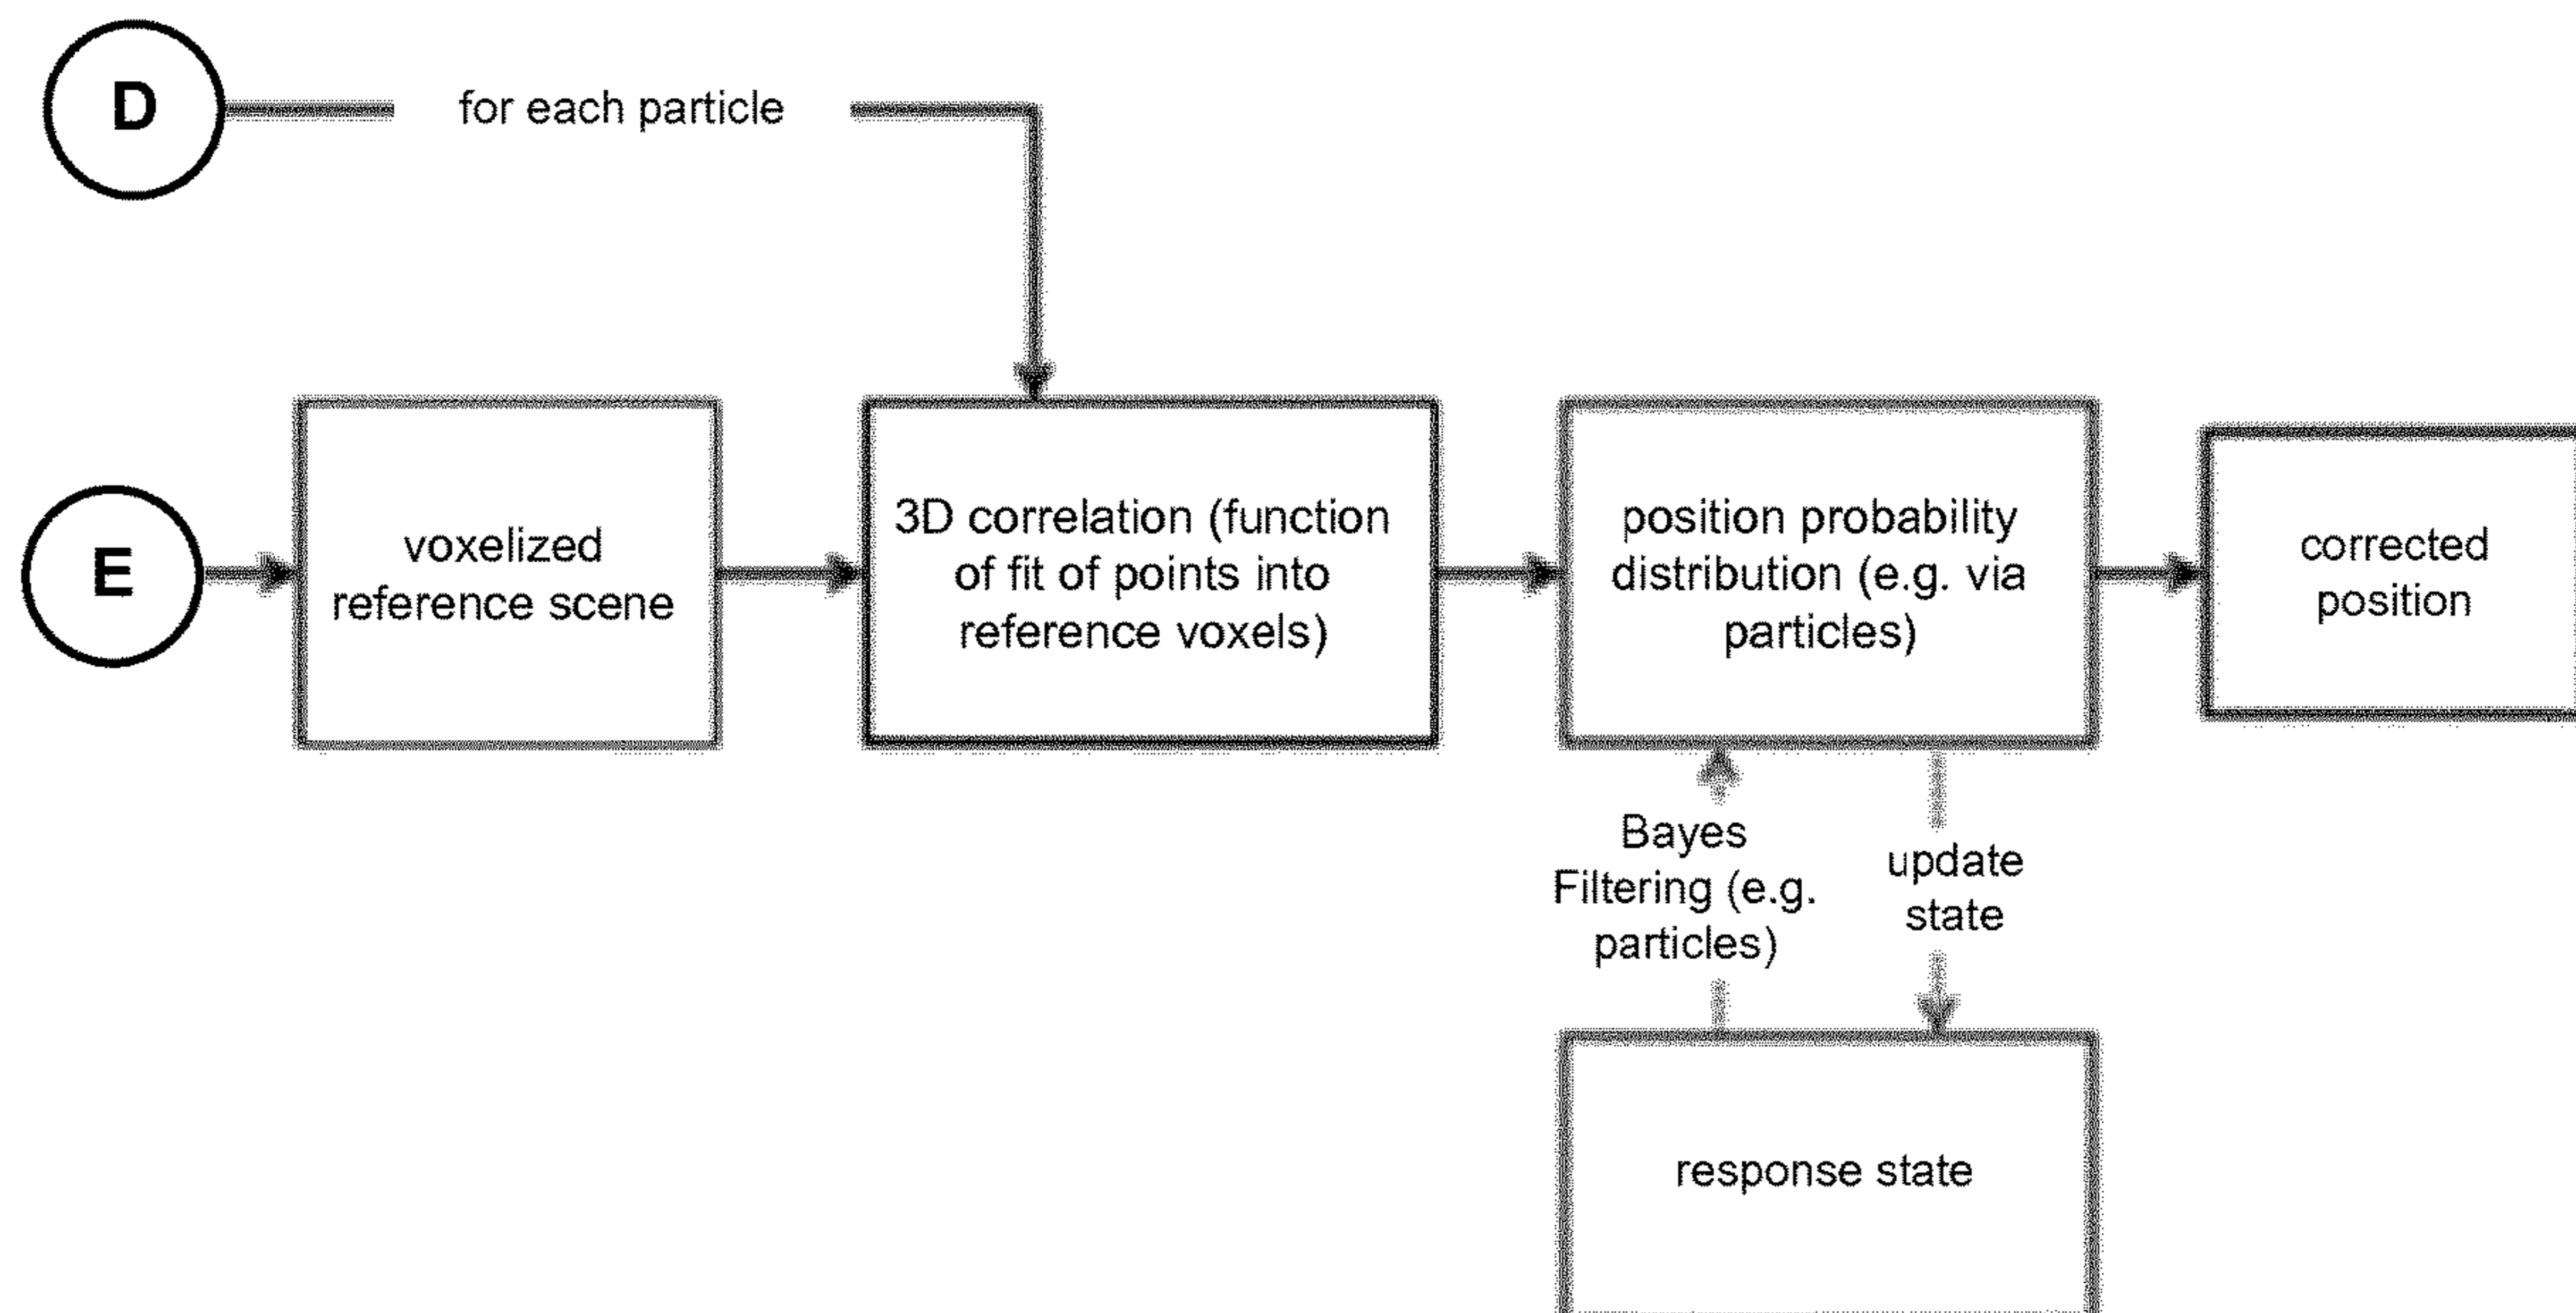 D
for each particle
E
voxelized
reference scene
3D correlation (function
of fit of points into
reference voxels)
position probability
distribution (e.g. via
particles)
corrected
position
Bayes
Filtering (e.g.
particles)
update
state
response state